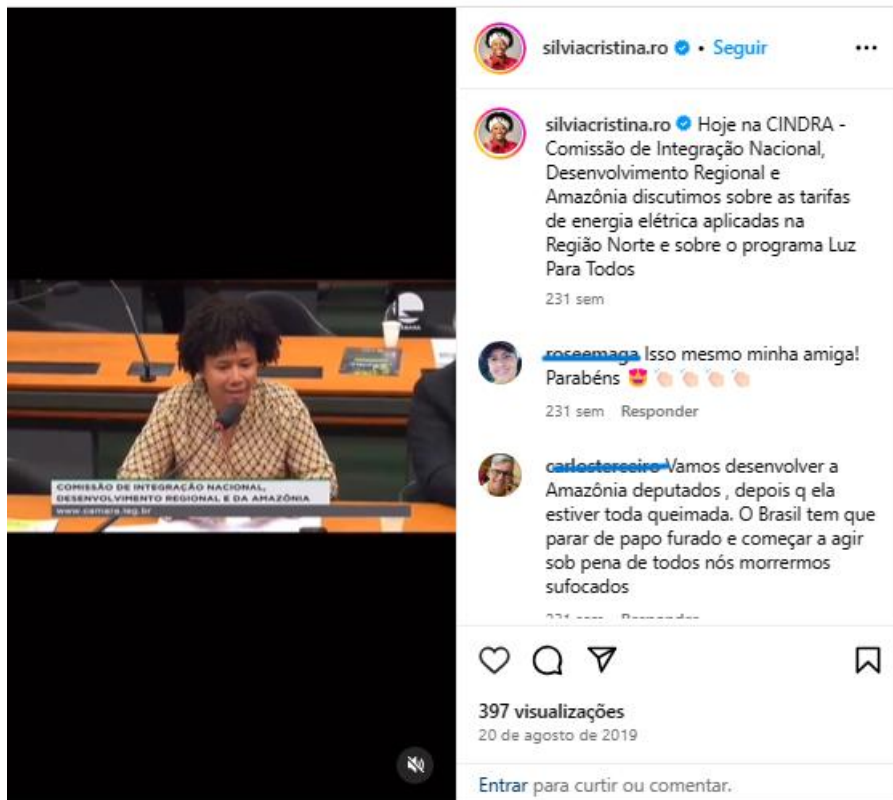 silviacristina.ro • Seguir
silviacristina.ro Hoje na CINDRA -
Comissão de Integração Nacional,
Desenvolvimento Regional e
Amazônia discutimos sobre as tarifas
de energia elétrica aplicadas na
Região Norte e sobre o programa Luz
Para Todos
231 sem
roseemaga Isso mesmo minha amiga!
Parabéns 😍 👏🏻 👏🏻 👏🏻 👏🏻
231 sem Responder
carlosterceiro Vamos desenvolver a
Amazônia deputados , depois q ela
estiver toda queimada. O Brasil tem que
parar de papo furado e começar a agir
sob pena de todos nós morrermos
sufocados
231 sem Responder
CÂMARA
COMISSÃO DE INTEGRAÇÃO NACIONAL,
DESENVOLVIMENTO REGIONAL E DA AMAZÔNIA
www.camara.leg.br
397 visualizações
20 de agosto de 2019
Entrar para curtir ou comentar.